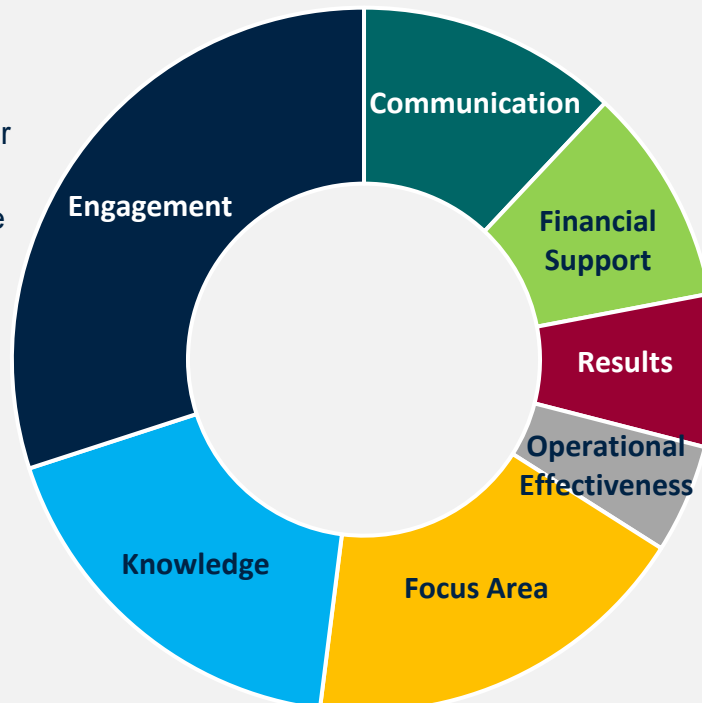 Communication
Engagement
Financial
Support
Results
Operational
Effectiveness
Knowledge
Focus Area